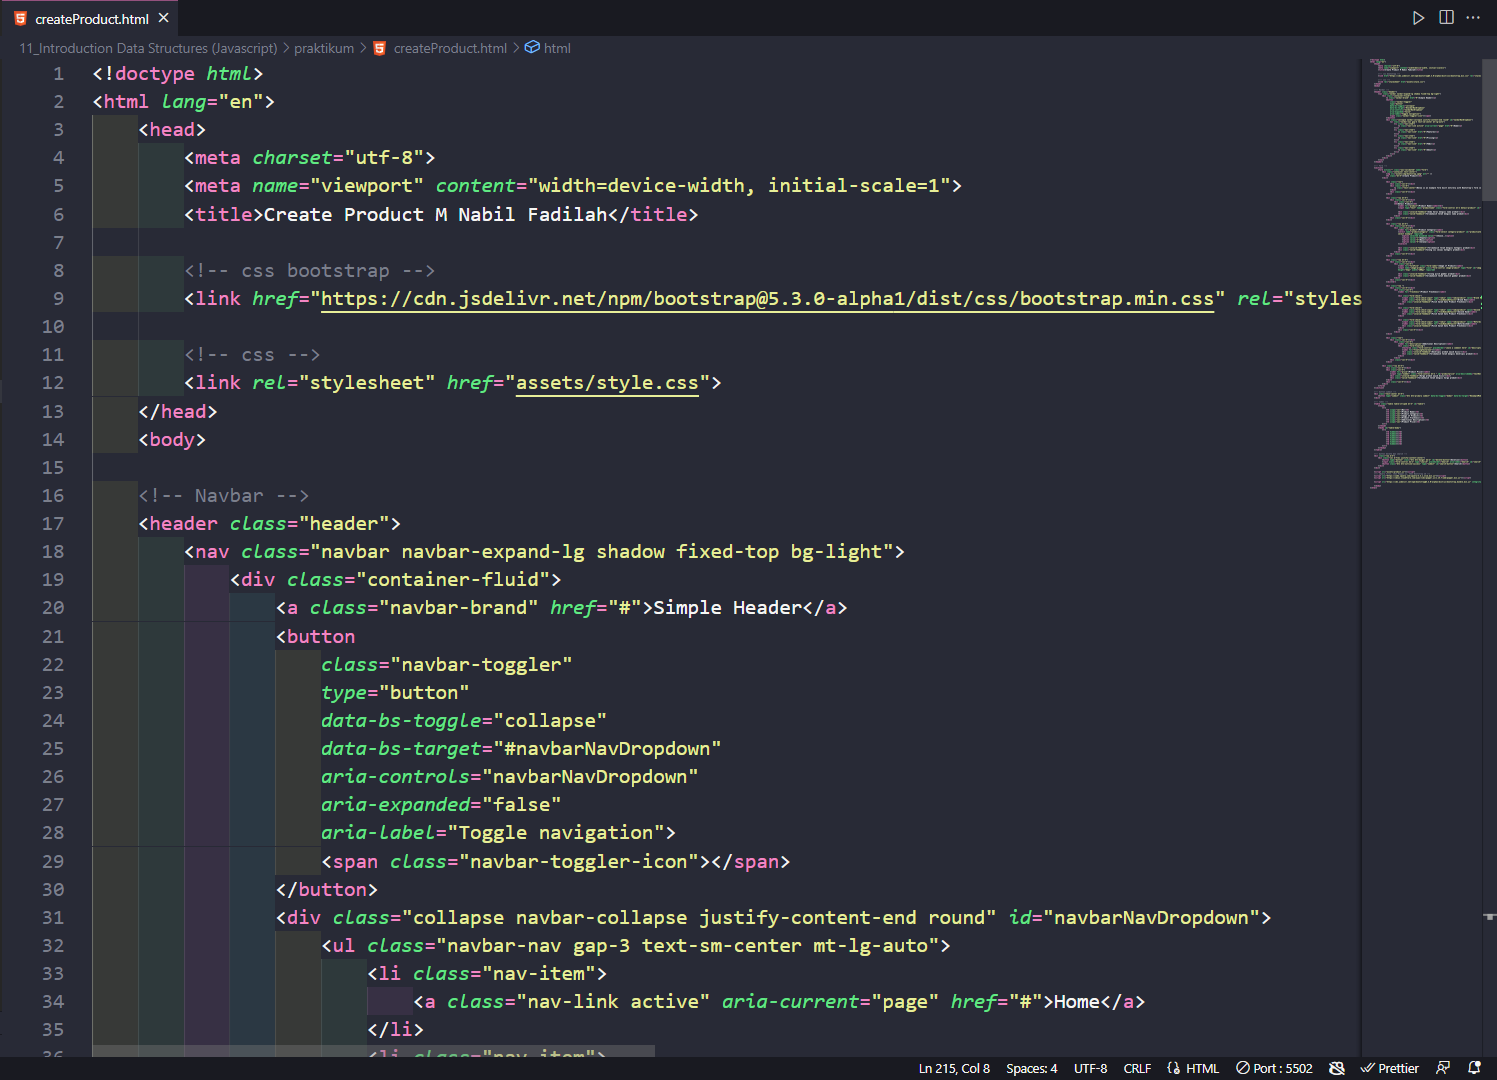 createProduct.html
11_Introduction Data Structures (Javascript) > praktikum > createProduct.html > html
1 <!doctype html>
2 <html lang="en">
3 <head>
4 <meta charset="utf-8">
5 <meta name="viewport" content="width=device-width, initial-scale=1">
6 <title>Create Product M Nabil Fadilah</title>
7
8 <!-- css bootstrap -->
9 <link href="https://cdn.jsdelivr.net/npm/bootstrap@5.3.0-alpha1/dist/css/bootstrap.min.css" rel="styles
10
11 <!-- css -->
12 <link rel="stylesheet" href="assets/style.css">
13 </head>
14 <body>
15
16 <!-- Navbar -->
17 <header class="header">
18 <nav class="navbar navbar-expand-lg shadow fixed-top bg-light">
19 <div class="container-fluid">
20 <a class="navbar-brand" href="#">Simple Header</a>
21 <button
22 class="navbar-toggler"
23 type="button"
24 data-bs-toggle="collapse"
25 data-bs-target="#navbarNavDropdown"
26 aria-controls="navbarNavDropdown"
27 aria-expanded="false"
28 aria-label="Toggle navigation">
29 <span class="navbar-toggler-icon"></span>
30 </button>
31 <div class="collapse navbar-collapse justify-content-end round" id="navbarNavDropdown">
32 <ul class="navbar-nav gap-3 text-sm-center mt-lg-auto">
33 <li class="nav-item">
34 <a class="nav-link active" aria-current="page" href="#">Home</a>
35 </li>
36 <li class="nav-item">
Ln 215, Col 8 Spaces: 4 UTF-8 CRLF HTML Port : 5502 Prettier